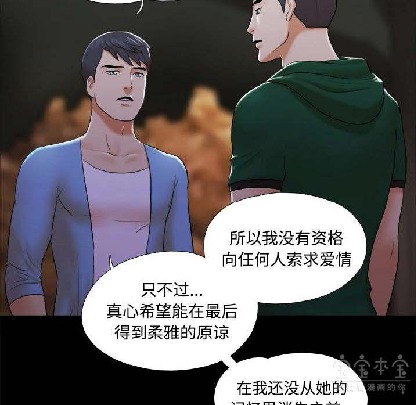 所以我没有资格
向任何人索求爱情
只不过...
真心希望能在最后
得到柔雅的原谅
在我还没从她的